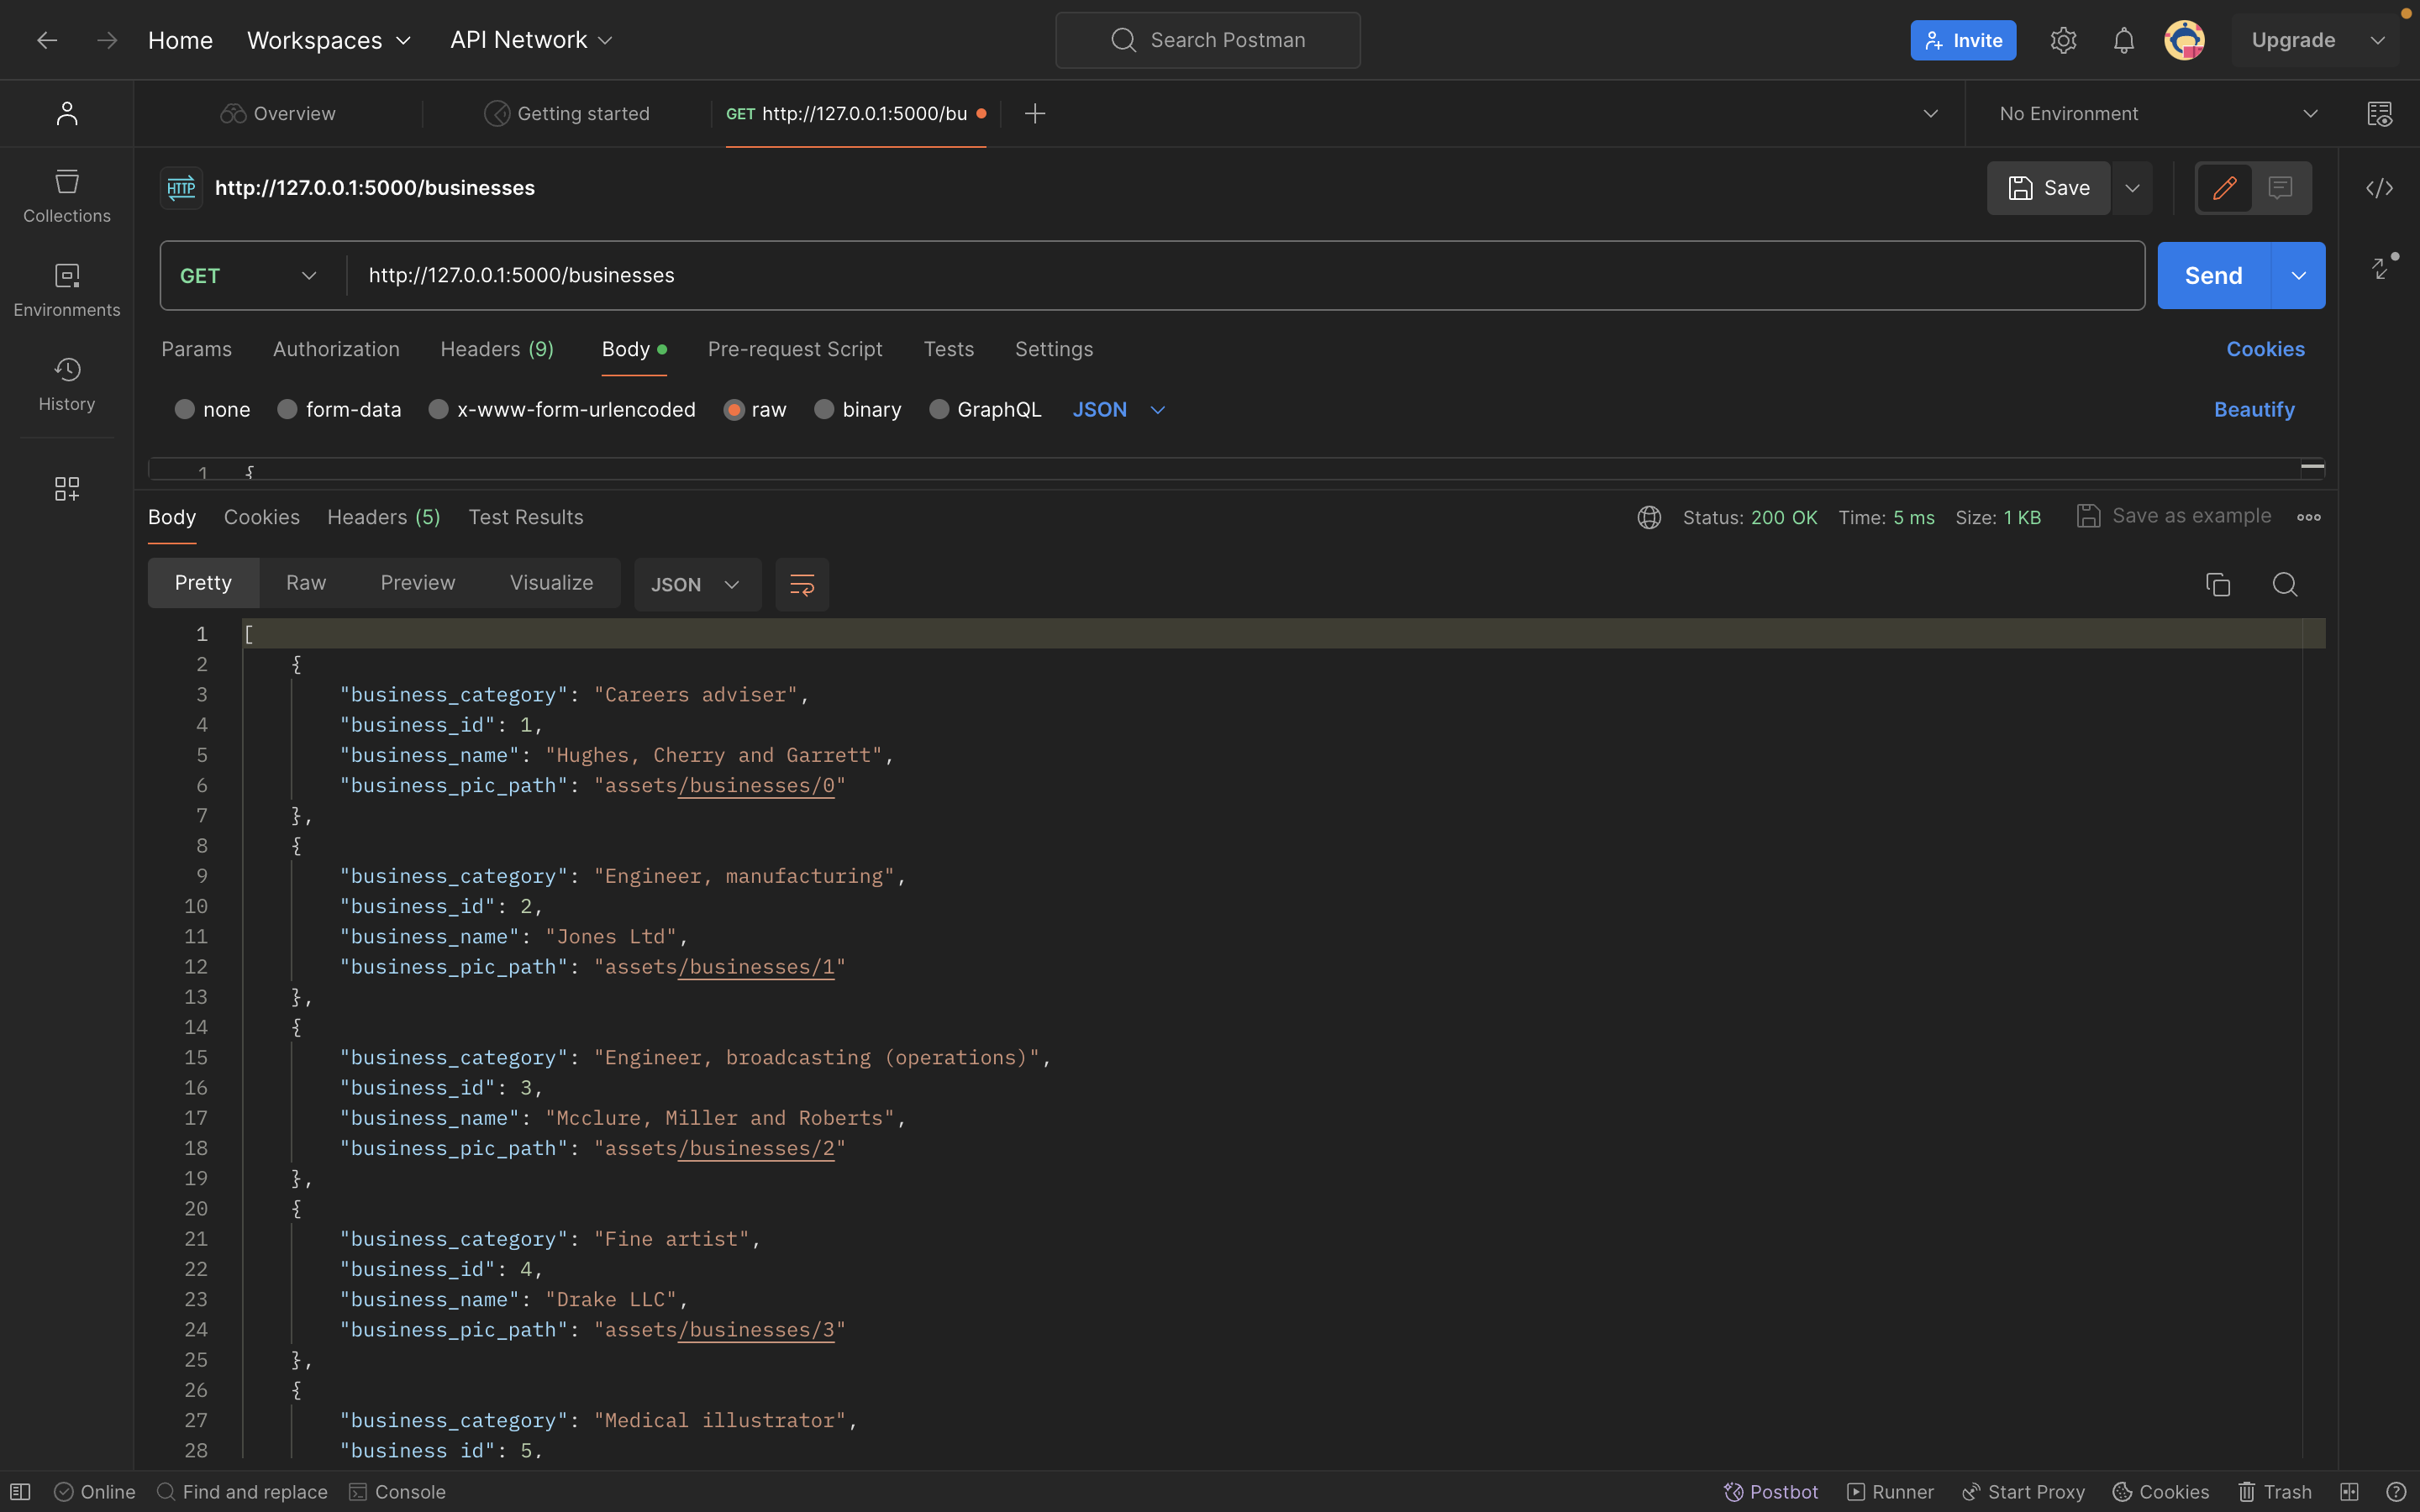 Home Workspaces API Network Search Postman Invite Upgrade
Overview Getting started GET http://127.0.0.1:5000/bu No Environment
HTTP http://127.0.0.1:5000/businesses Save
Collections
GET http://127.0.0.1:5000/businesses Send
Environments
Params Authorization Headers (9) Body Pre-request Script Tests Settings Cookies
History
none form-data x-www-form-urlencoded raw binary GraphQL JSON Beautify
1 {
Body Cookies Headers (5) Test Results Status: 200 OK Time: 5 ms Size: 1 KB Save as example
Pretty Raw Preview Visualize JSON
1 [
2 {
3 "business_category": "Careers adviser",
4 "business_id": 1,
5 "business_name": "Hughes, Cherry and Garrett",
6 "business_pic_path": "assets/businesses/0"
7 },
8 {
9 "business_category": "Engineer, manufacturing",
10 "business_id": 2,
11 "business_name": "Jones Ltd",
12 "business_pic_path": "assets/businesses/1"
13 },
14 {
15 "business_category": "Engineer, broadcasting (operations)",
16 "business_id": 3,
17 "business_name": "Mcclure, Miller and Roberts",
18 "business_pic_path": "assets/businesses/2"
19 },
20 {
21 "business_category": "Fine artist",
22 "business_id": 4,
23 "business_name": "Drake LLC",
24 "business_pic_path": "assets/businesses/3"
25 },
26 {
27 "business_category": "Medical illustrator",
28 "business_id": 5,
Online Find and replace Console Postbot Runner Start Proxy Cookies Trash